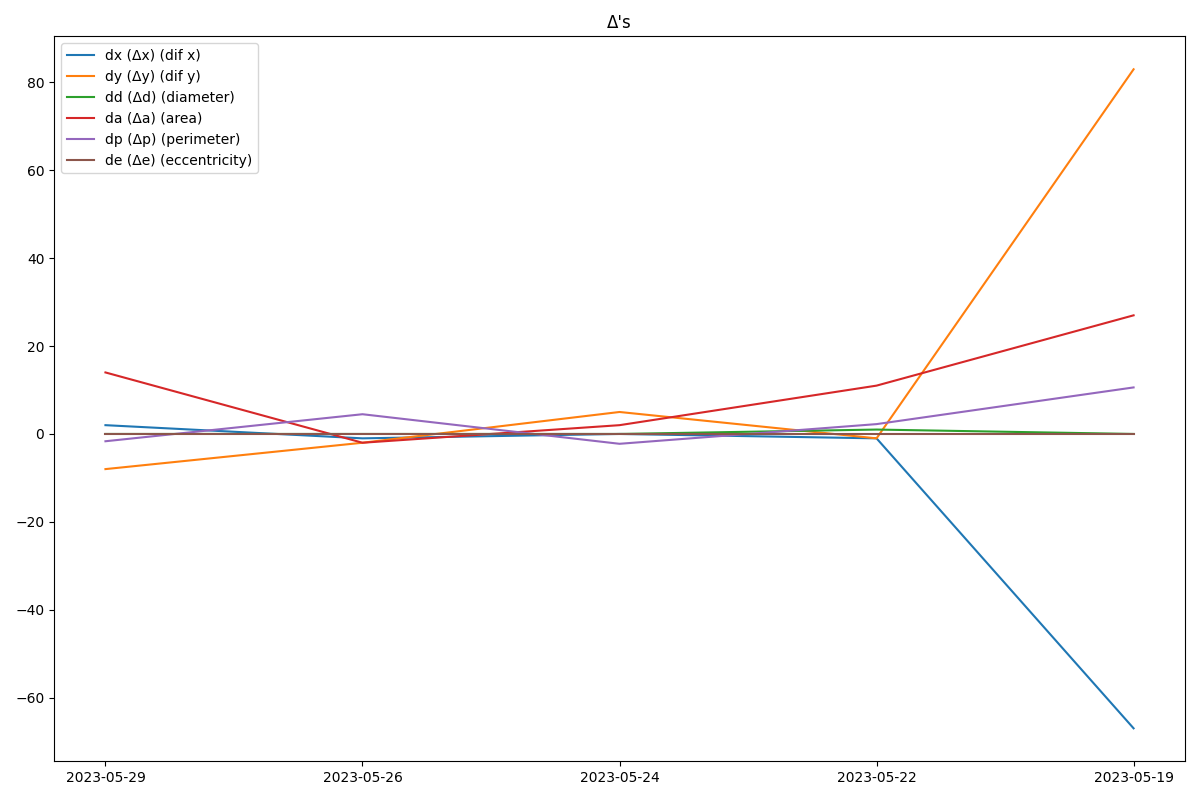 Δ's
dx (Δx) (dif x)
dy (Δy) (dif y)
dd (Δd) (diameter)
da (Δa) (area)
dp (Δp) (perimeter)
de (Δe) (eccentricity)
80
60
40
20
0
−20
−40
−60
2023-05-29 2023-05-26 2023-05-24 2023-05-22 2023-05-19